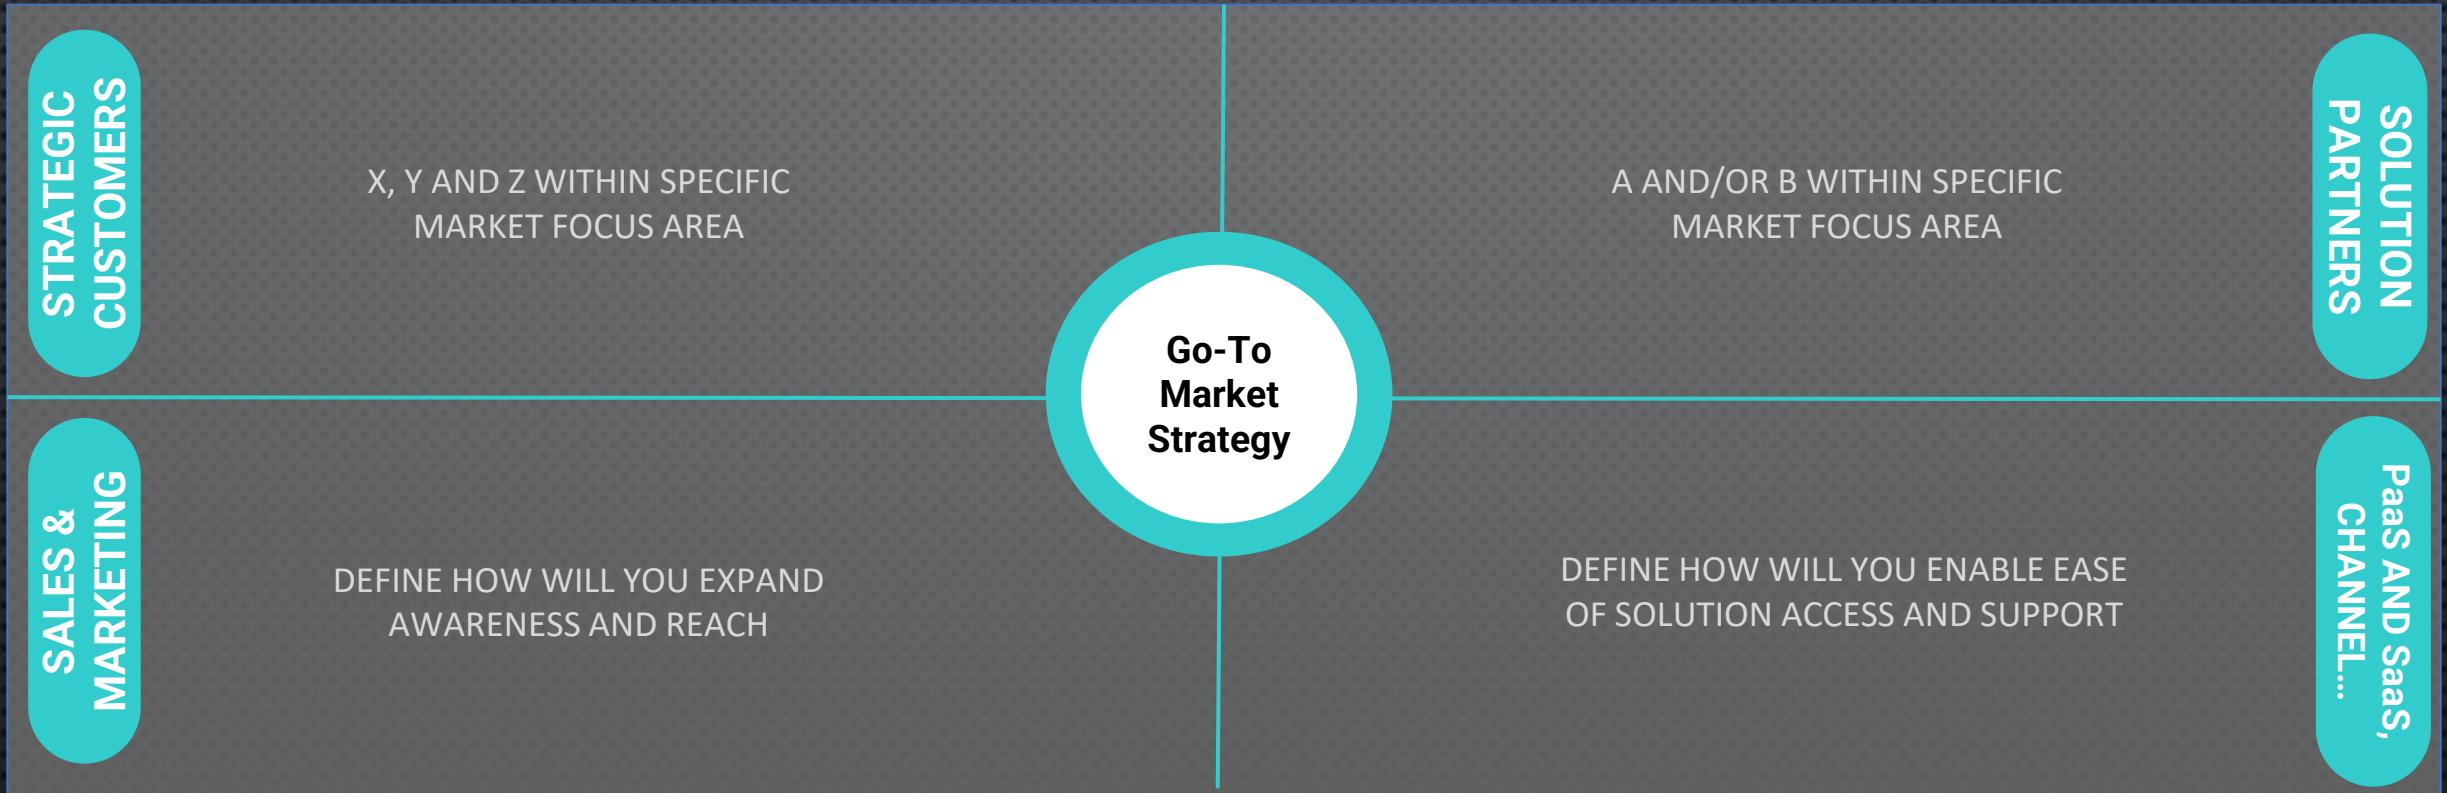 STRATEGIC
CUSTOMERS
X, Y AND Z WITHIN SPECIFIC
MARKET FOCUS AREA
A AND/OR B WITHIN SPECIFIC
MARKET FOCUS AREA
SOLUTION
PARTNERS
Go-To
Market
Strategy
SALES &
MARKETING
DEFINE HOW WILL YOU EXPAND
AWARENESS AND REACH
DEFINE HOW WILL YOU ENABLE EASE
OF SOLUTION ACCESS AND SUPPORT
PaaS AND SaaS,
CHANNEL...